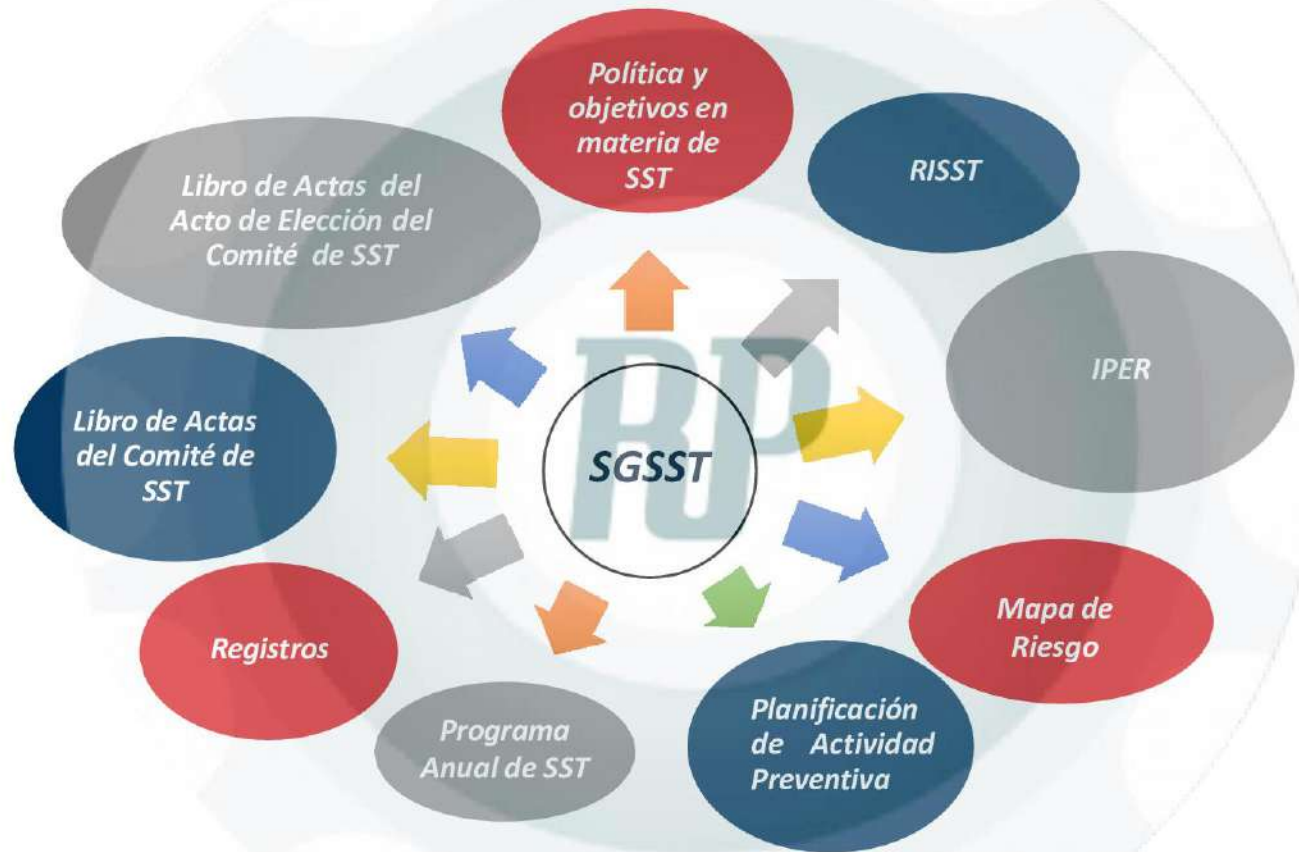 Política y
objetivos en
materia de
SST
RISST
Libro de Actas del
Acto de Elección del
Comité de SST
IPER
Libro de Actas
del Comité de
SST
RP
SGSST
Mapa de
Riesgo
Registros
Planificación
de Actividad
Preventiva
Programa
Anual de SST